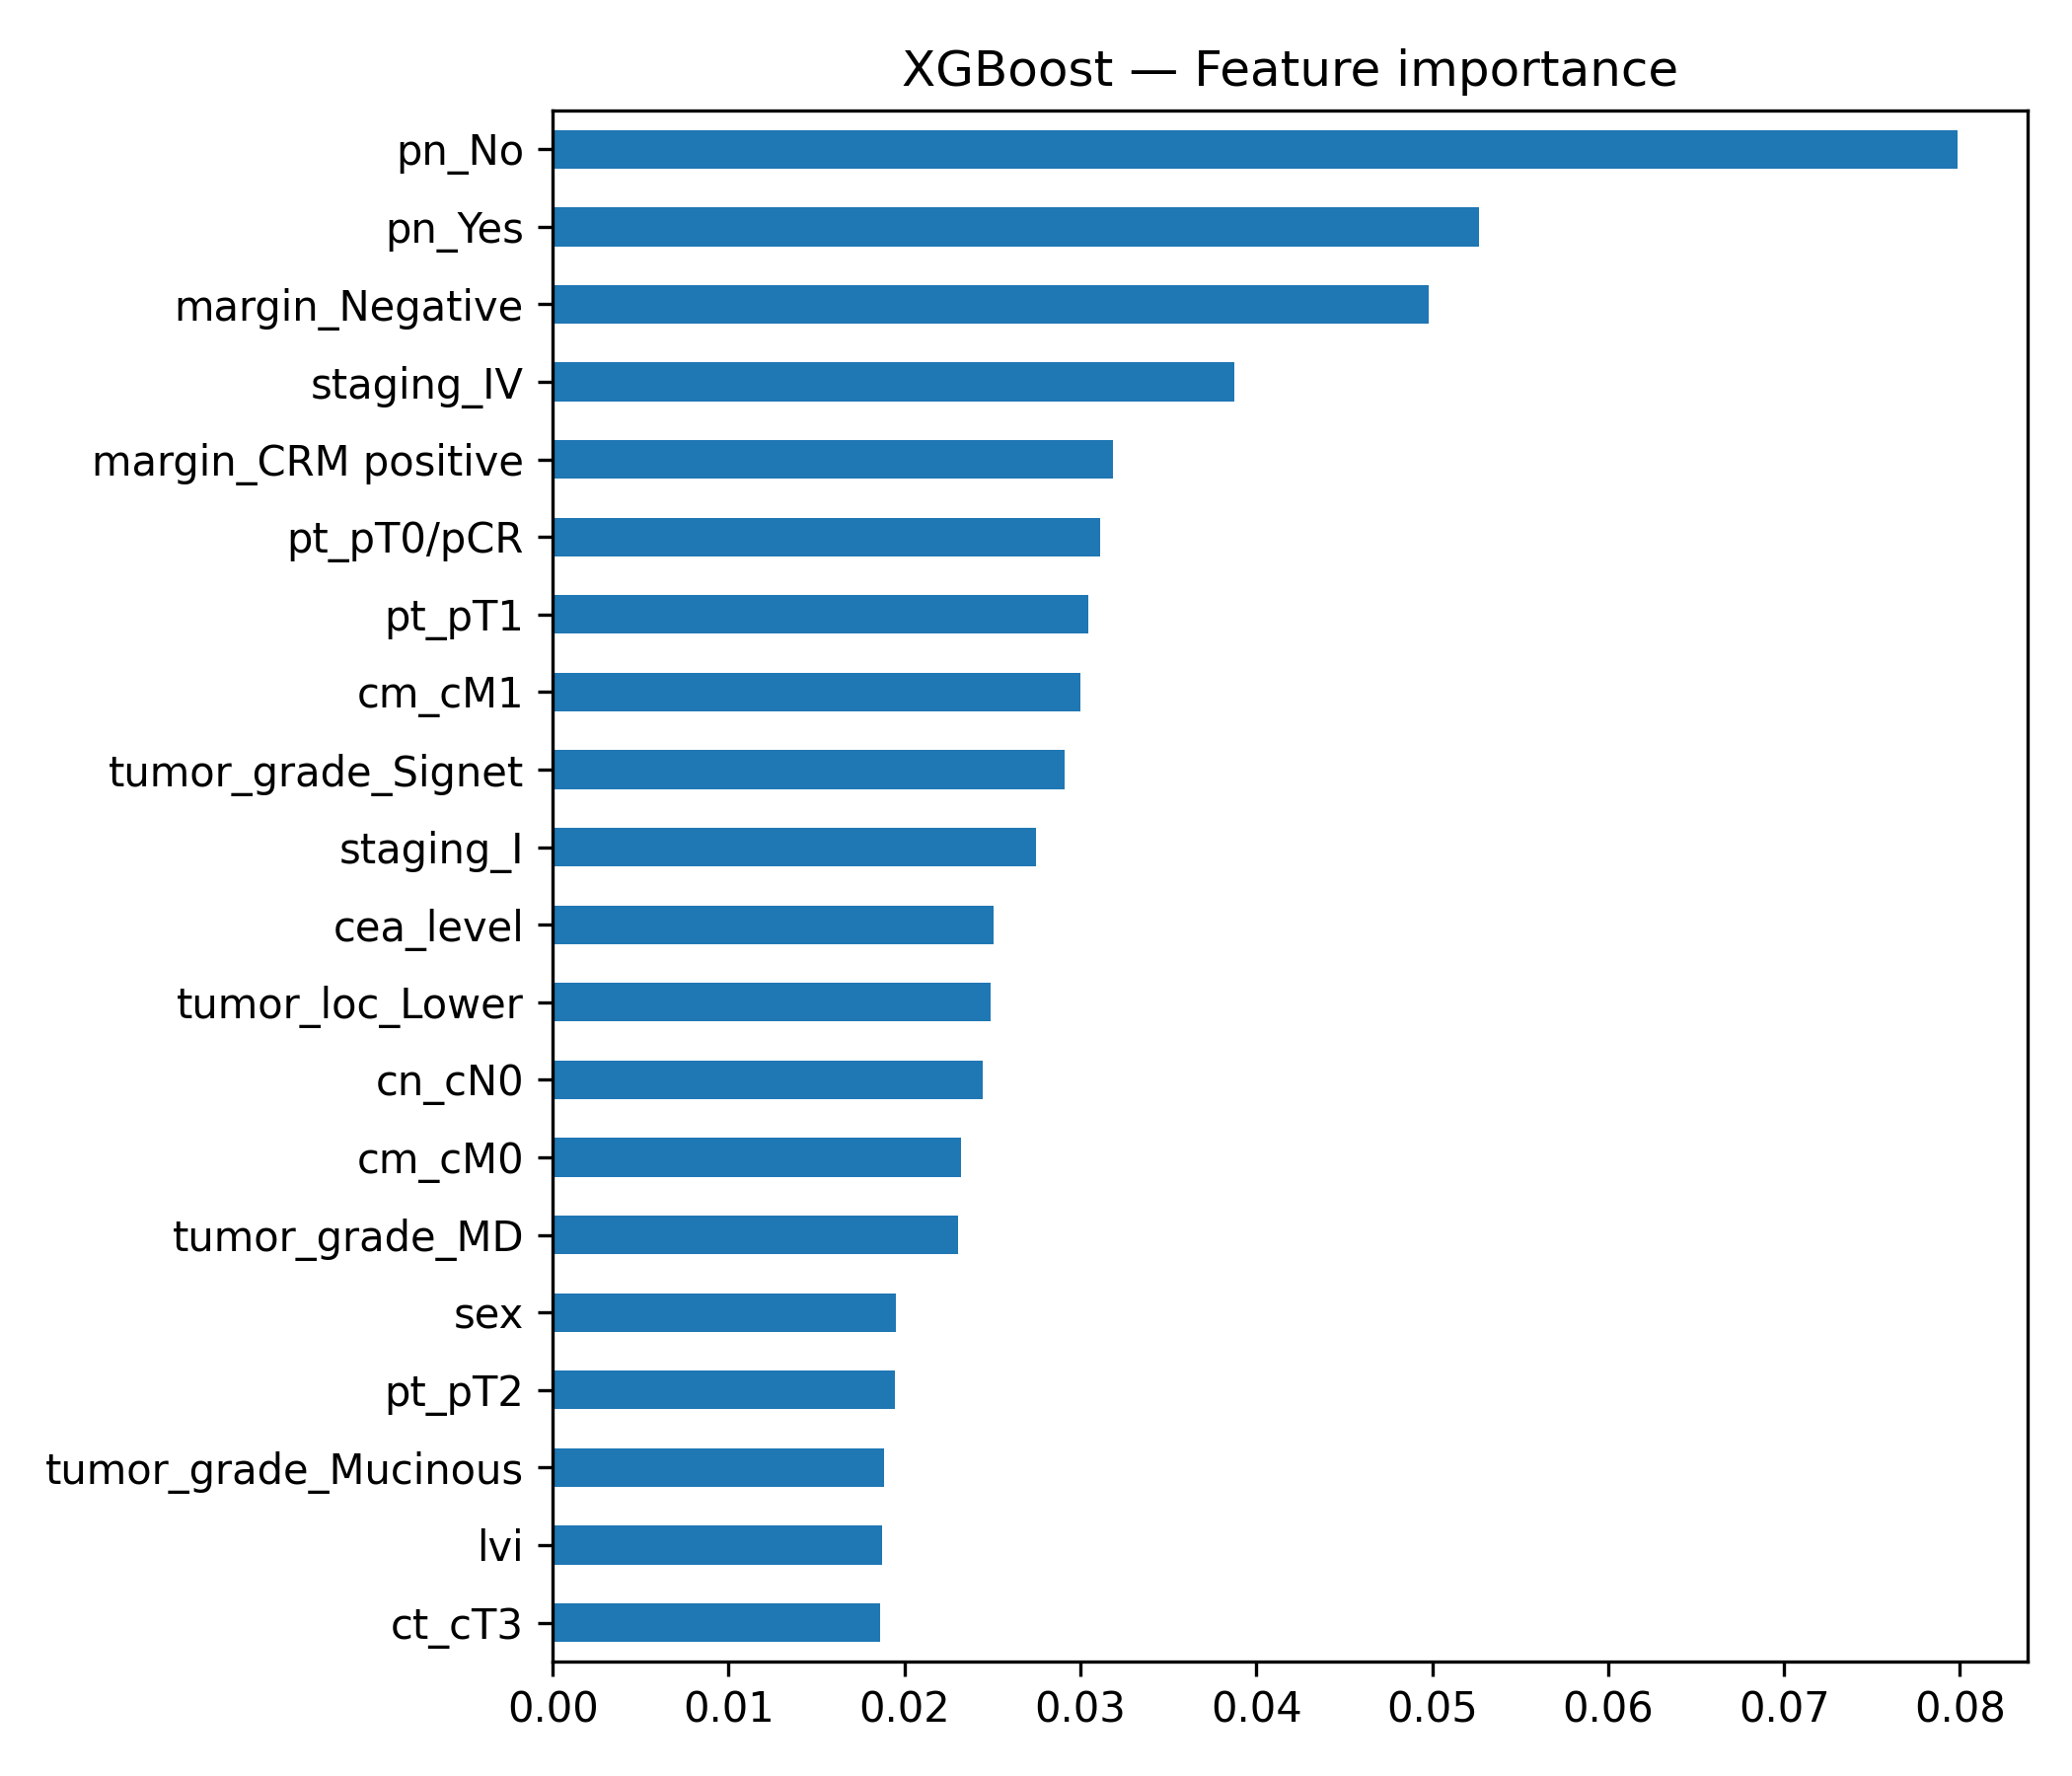 XGBoost — Feature importance
pn_No
pn_Yes
margin_Negative
staging_IV
margin_CRM positive
pt_pT0/pCR
pt_pT1
cm_cM1
tumor_grade_Signet
staging_I
cea_level
tumor_loc_Lower
cn_cN0
cm_cM0
tumor_grade_MD
sex
pt_pT2
tumor_grade_Mucinous
lvi
ct_cT3
0.00 0.01 0.02 0.03 0.04 0.05 0.06 0.07 0.08